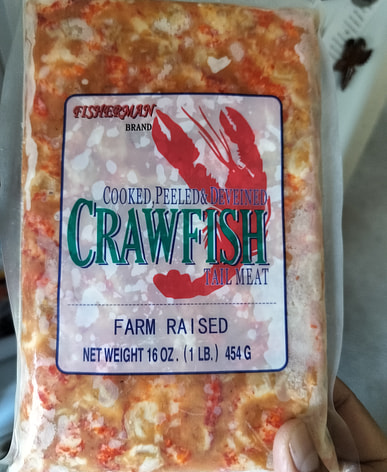 FISHERMAN
BRAND
COOKED, PEELED & DEVEINED
CRAWFISH
TAIL MEAT
FARM RAISED
NET WEIGHT 16 OZ. (1 LB.) 454 G